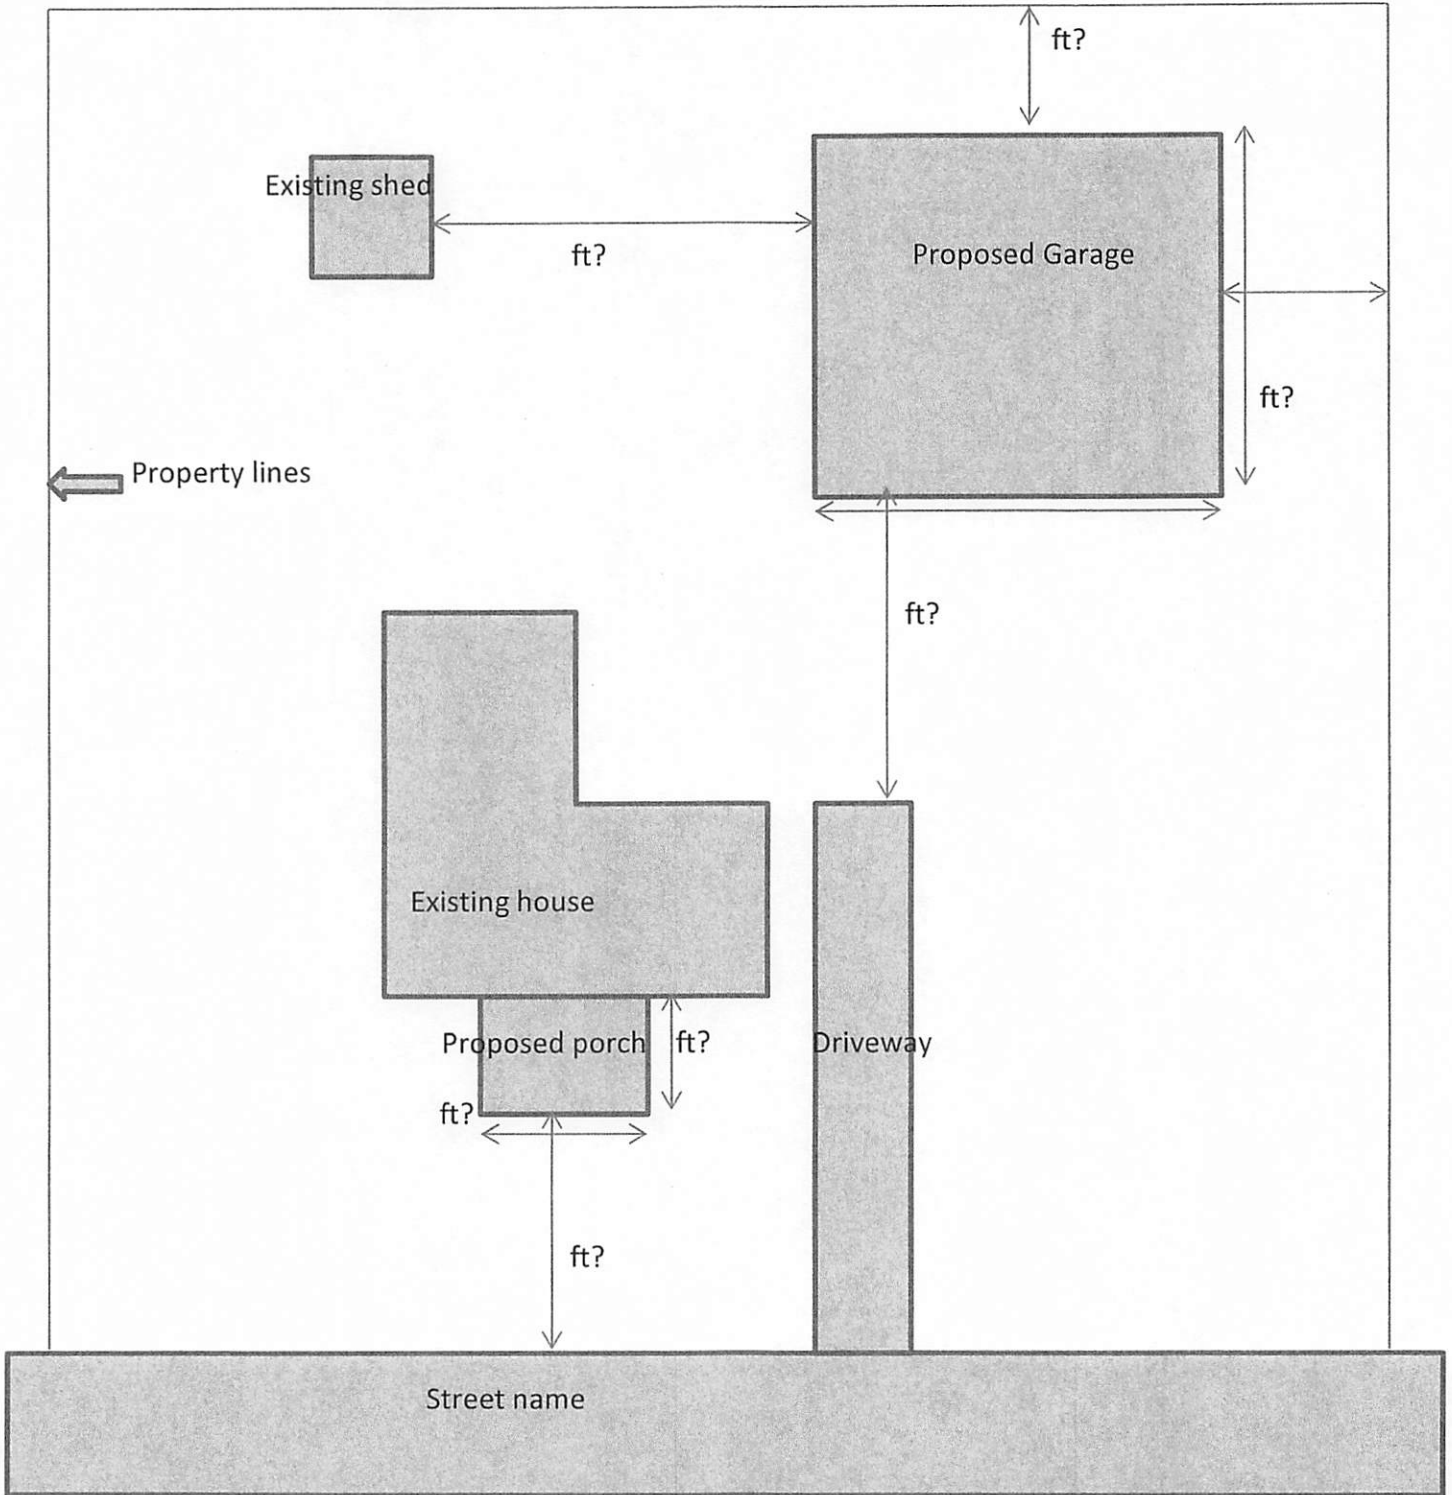 ft?
Existing shed
ft?
Proposed Garage
ft?
Property lines
ft?
Existing house
Proposed porch
ft?
Driveway
ft?
ft?
Street name